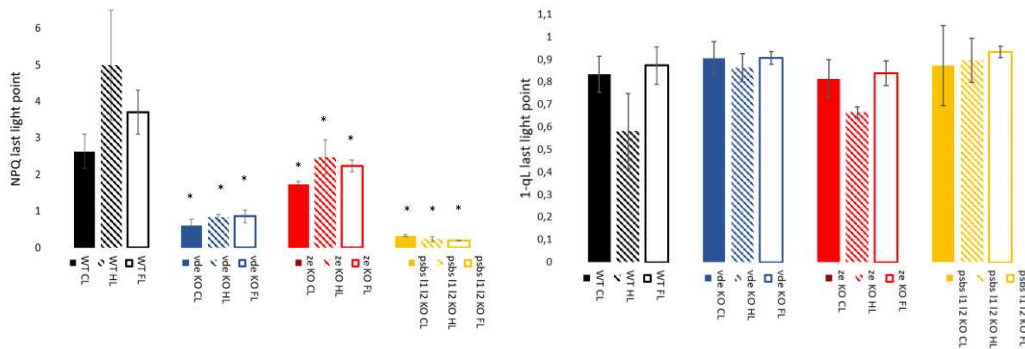 NPQ last light point
6
5
4
3
2
1
0
* * *
* * *
* * *
WT CL
WT HL
WT FL
vde KO CL
vde KO HL
vde KO FL
ze KO CL
ze KO HL
ze KO FL
psbs l1 l2 KO CL
psbs l1 l2 KO HL
psbs l1 l2 KO FL
1-qL last light point
1,1
1
0,9
0,8
0,7
0,6
0,5
0,4
0,3
0,2
0,1
0
WT CL
WT HL
WT FL
vde KO CL
vde KO HL
vde KO FL
ze KO CL
ze KO HL
ze KO FL
psbs l1 l2 KO CL
psbs l1 l2 KO HL
psbs l1 l2 KO FL